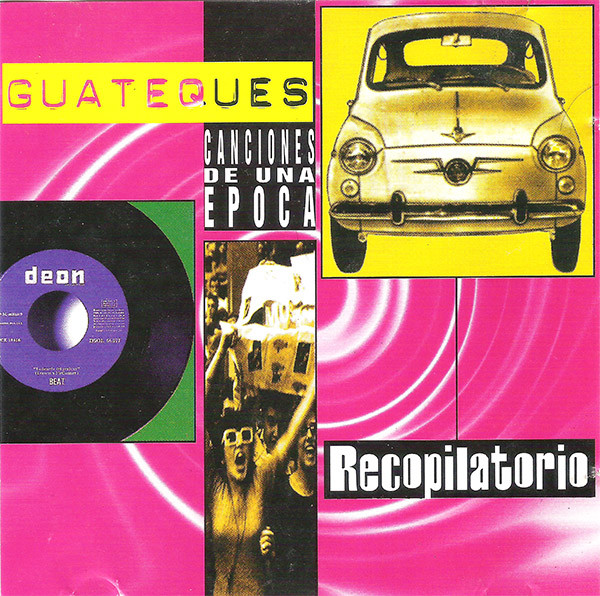 GUATEQUES
CANCIONES
DE UNA
EPOCA
deon
BEAT
Recopilatorio